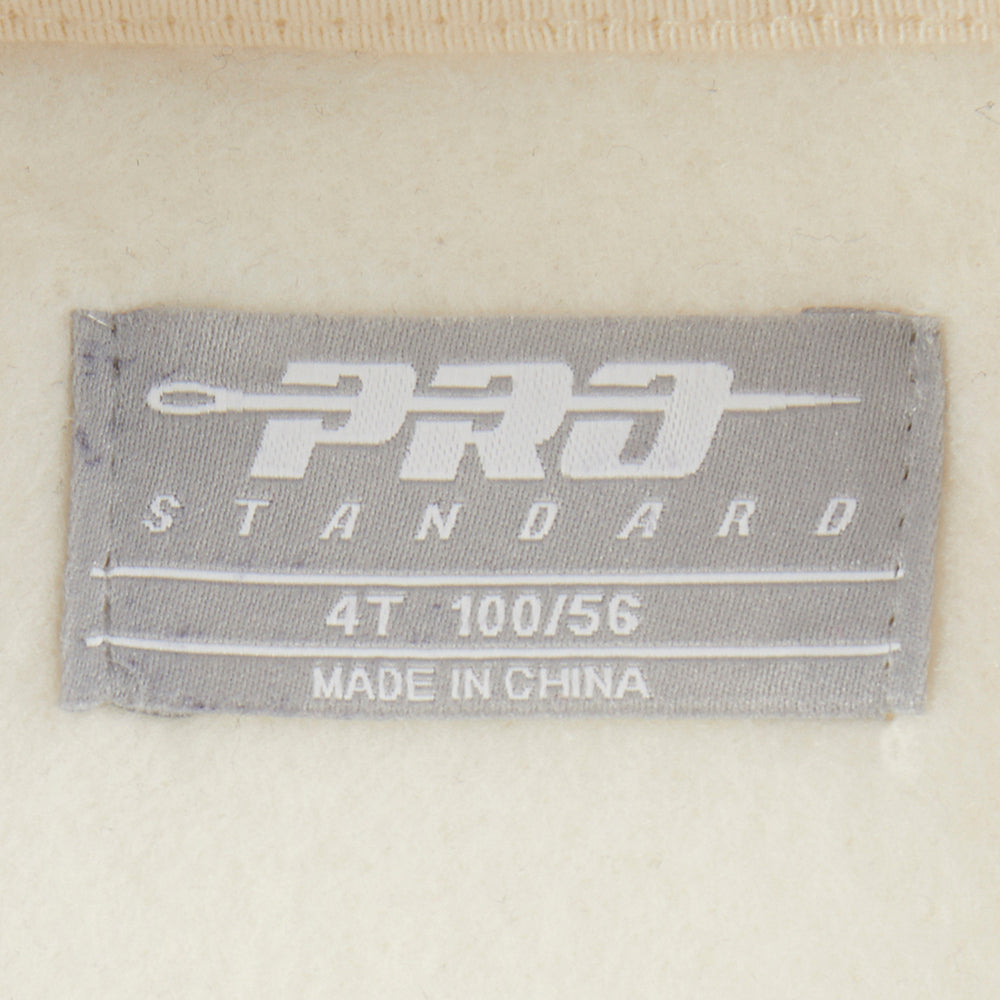 PRO
STANDARD
4T 100/56
MADE IN CHINA